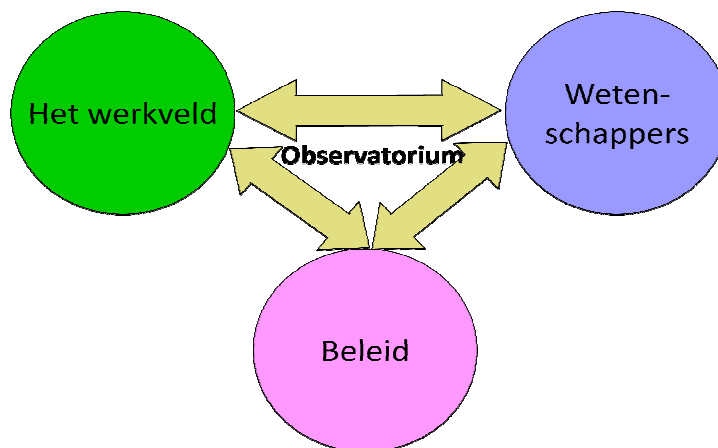 Het werkveld
Weten-
schappers
Observatorium
Beleid